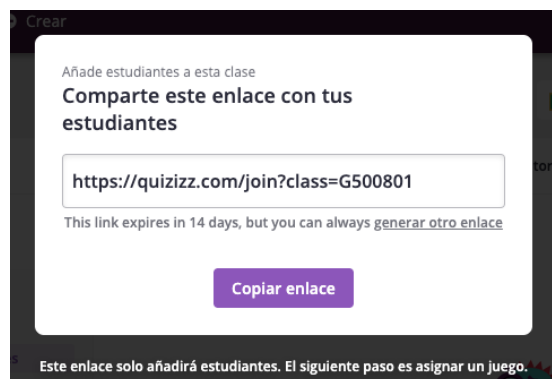 Crear
Añade estudiantes a esta clase
Comparte este enlace con tus
estudiantes
https://quizizz.com/join?class=G500801
This link expires in 14 days, but you can always generar otro enlace
Copiar enlace
Este enlace solo añadirá estudiantes. El siguiente paso es asignar un juego.